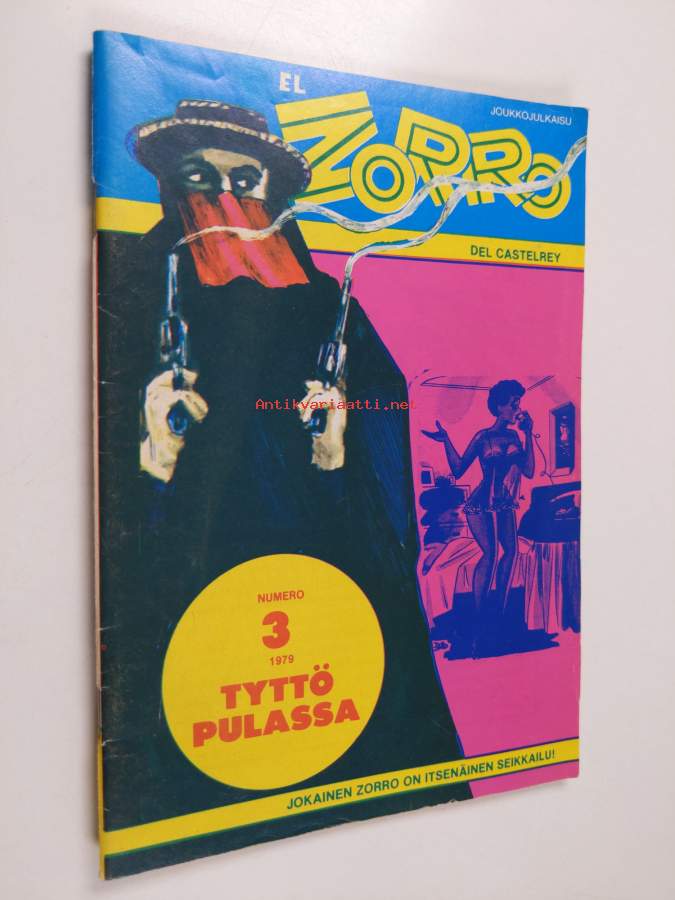 EL
ZORRO
JOUKKOJULKAISU
DEL CASTELREY
Antikvariaatti.net
NUMERO
3
1979
TYTTÖ
PULASSA
JOKAINEN ZORRO ON ITSENÄINEN SEIKKAILU!